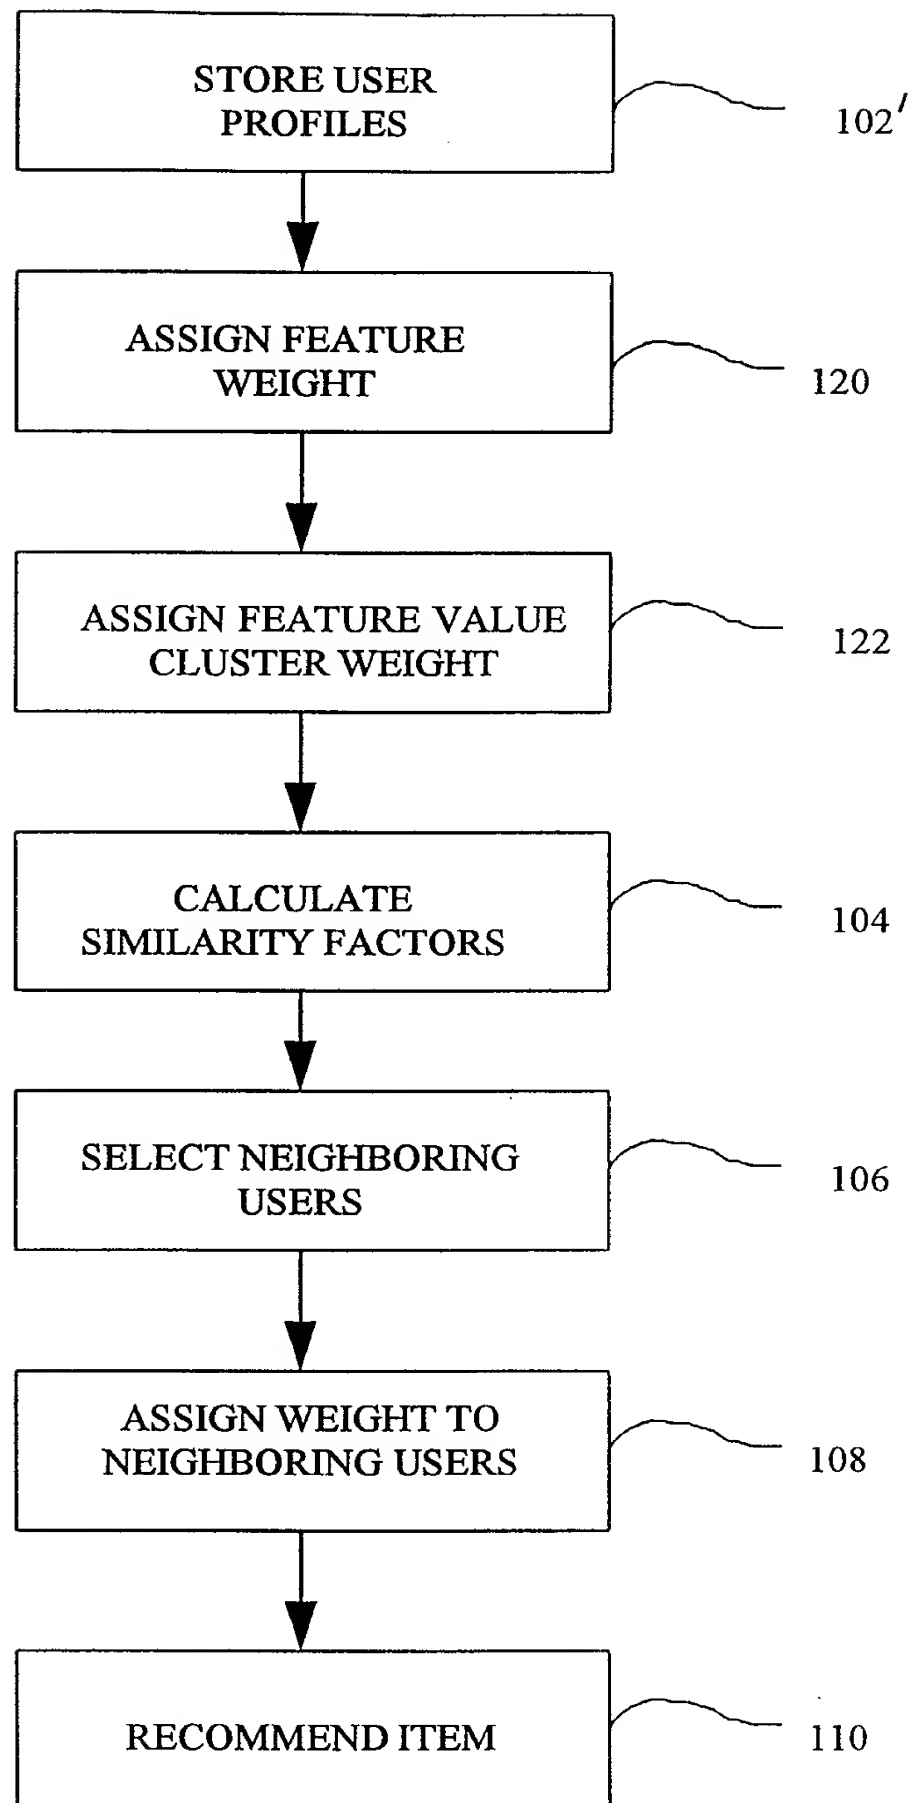 STORE USER
PROFILES
102'
ASSIGN FEATURE
WEIGHT
120
ASSIGN FEATURE VALUE
CLUSTER WEIGHT
122
CALCULATE
SIMILARITY FACTORS
104
SELECT NEIGHBORING
USERS
106
ASSIGN WEIGHT TO
NEIGHBORING USERS
108
RECOMMEND ITEM
110